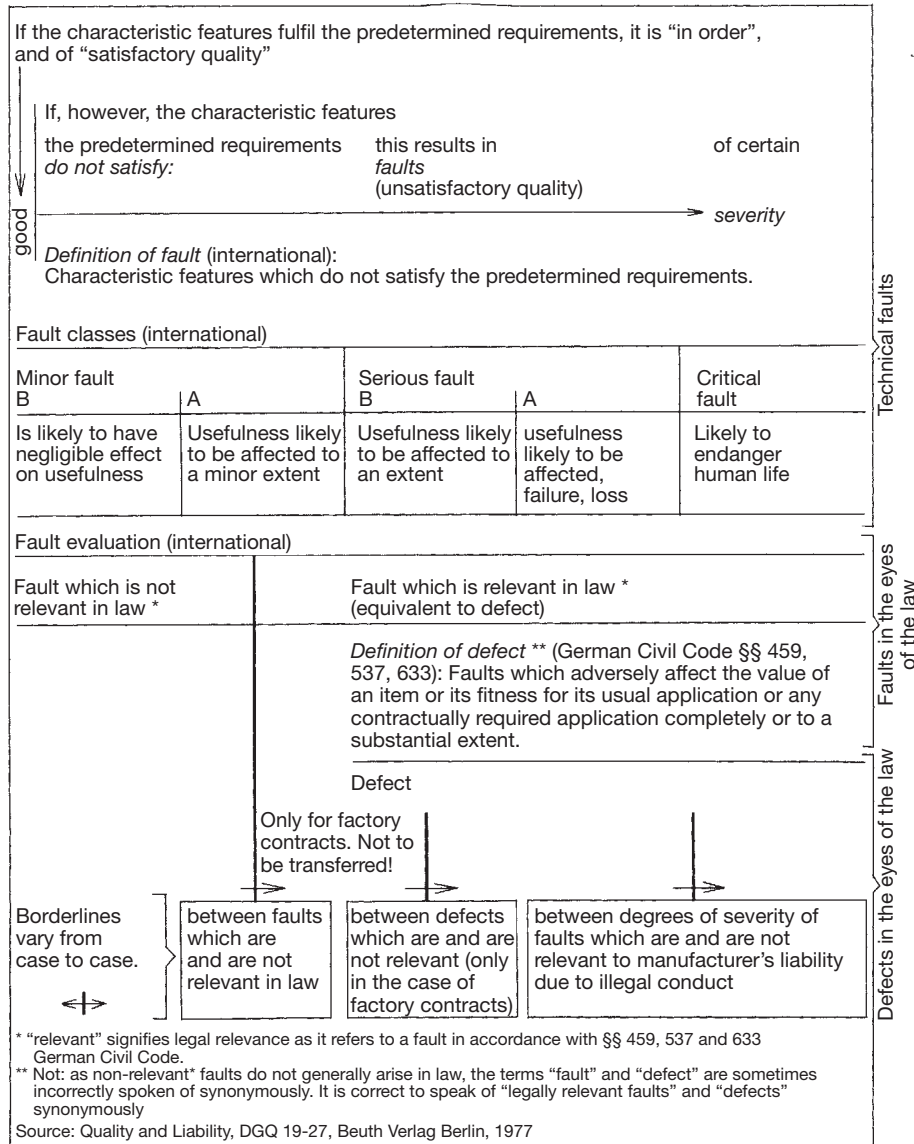 If the characteristic features fulfil the predetermined requirements, it is “in order”,
and of “satisfactory quality”
If, however, the characteristic features
the predetermined requirements
do not satisfy:
this results in
faults
(unsatisfactory quality)
of certain
severity
good
Definition of fault (international):
Characteristic features which do not satisfy the predetermined requirements.
Technical faults
Fault classes (international)
Minor fault
B
A
Serious fault
B
A
Critical
fault
Is likely to have
negligible effect
on usefulness
Usefulness likely
to be affected to
a minor extent
Usefulness likely
to be affected to
an extent
usefulness
likely to be
affected,
failure, loss
Likely to
endanger
human life
Fault evaluation (international)
Fault which is not
relevant in law *
Fault which is relevant in law *
(equivalent to defect)
Faults in the eyes
of the law
Definition of defect ** (German Civil Code §§ 459,
537, 633): Faults which adversely affect the value of
an item or its fitness for its usual application or any
contractually required application completely or to a
substantial extent.
Defect
Defects in the eyes of the law
Only for factory
contracts. Not to
be transferred!
Borderlines
vary from
case to case.
between faults
which are
and are not
relevant in law
between defects
which are and are
not relevant (only
in the case of
factory contracts)
between degrees of severity of
faults which are and are not
relevant to manufacturer’s liability
due to illegal conduct
* “relevant” signifies legal relevance as it refers to a fault in accordance with §§ 459, 537 and 633
German Civil Code.
** Not: as non-relevant* faults do not generally arise in law, the terms “fault” and “defect” are sometimes
incorrectly spoken of synonymously. It is correct to speak of “legally relevant faults” and “defects”
synonymously
Source: Quality and Liability, DGQ 19-27, Beuth Verlag Berlin, 1977